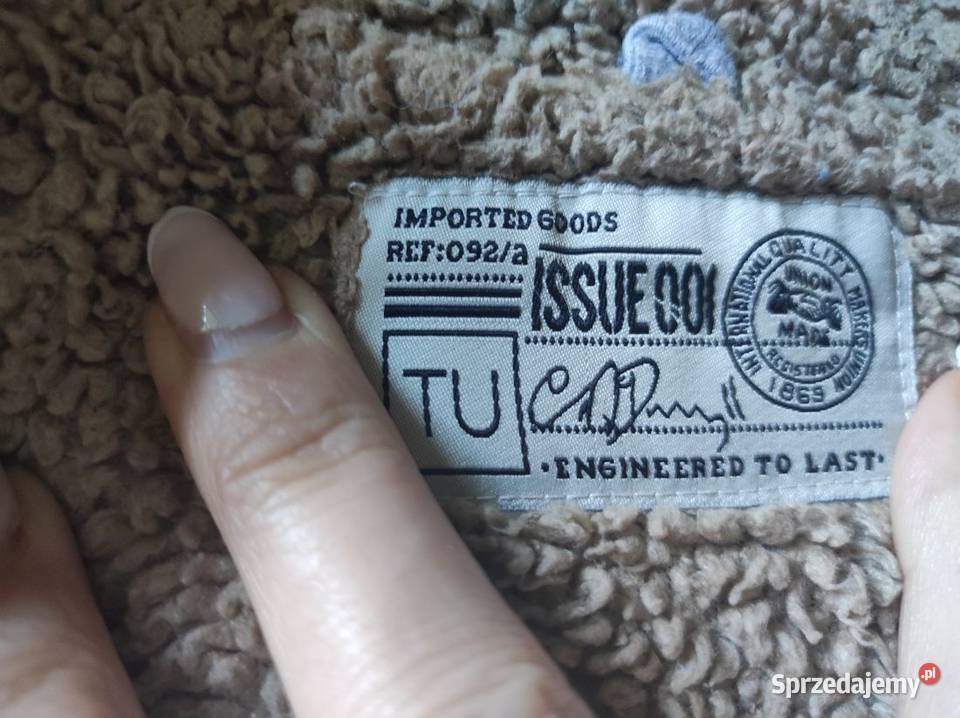 IMPORTED GOODS
REF:092/a
ISSUE 001
TU
·ENGINEERED TO LAST·
INTERNATIONAL QUALITY MAKERS UNION
UNION
MADE
REGISTERED
1869
Sprzedajemy.pl